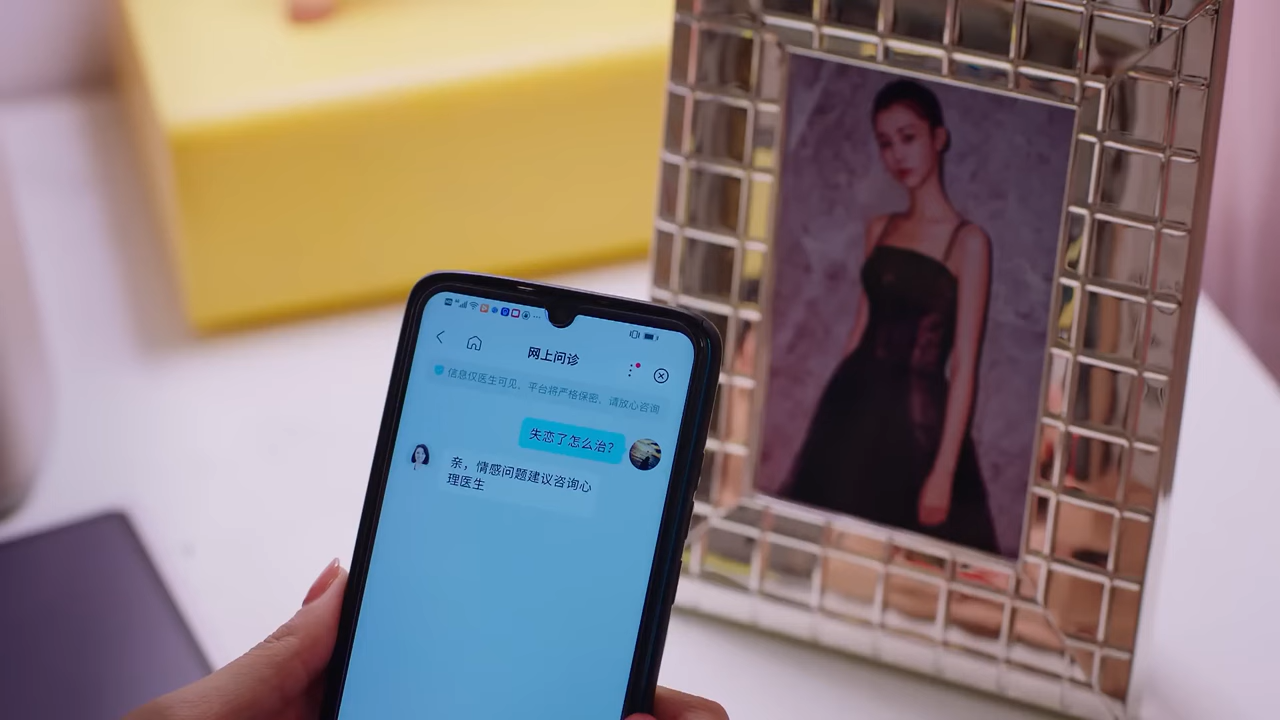 网上问诊
信息仅医生可见，平台将严格保密，请放心咨询
失恋了怎么治？
亲，情感问题建议咨询心
理医生